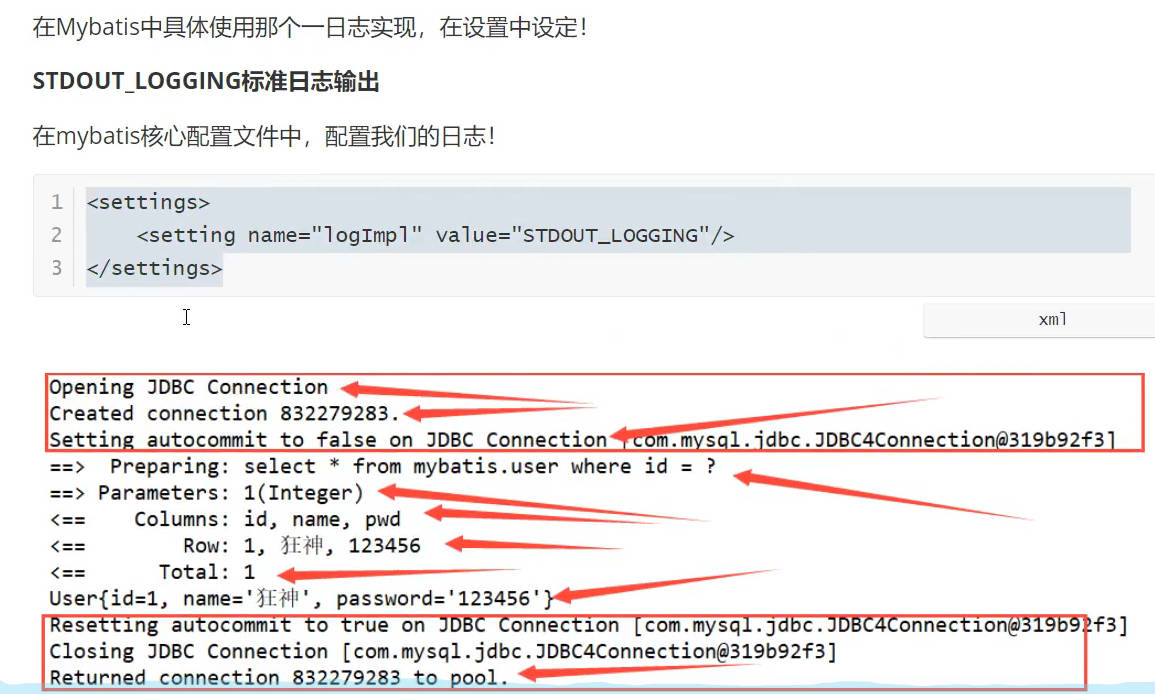 在Mybatis中具体使用那个一日志实现，在设置中设定！
STDOUT_LOGGING标准日志输出
在mybatis核心配置文件中，配置我们的日志！
1 <settings>
2     <setting name="logImpl" value="STDOUT_LOGGING"/>
3 </settings>
xml
Opening JDBC Connection
Created connection 832279283.
Setting autocommit to false on JDBC Connection [com.mysql.jdbc.JDBC4Connection@319b92f3]
==>  Preparing: select * from mybatis.user where id = ?
==> Parameters: 1(Integer)
<==    Columns: id, name, pwd
<==        Row: 1, 狂神, 123456
<==      Total: 1
User{id=1, name='狂神', password='123456'}
Resetting autocommit to true on JDBC Connection [com.mysql.jdbc.JDBC4Connection@319b92f3]
Closing JDBC Connection [com.mysql.jdbc.JDBC4Connection@319b92f3]
Returned connection 832279283 to pool.